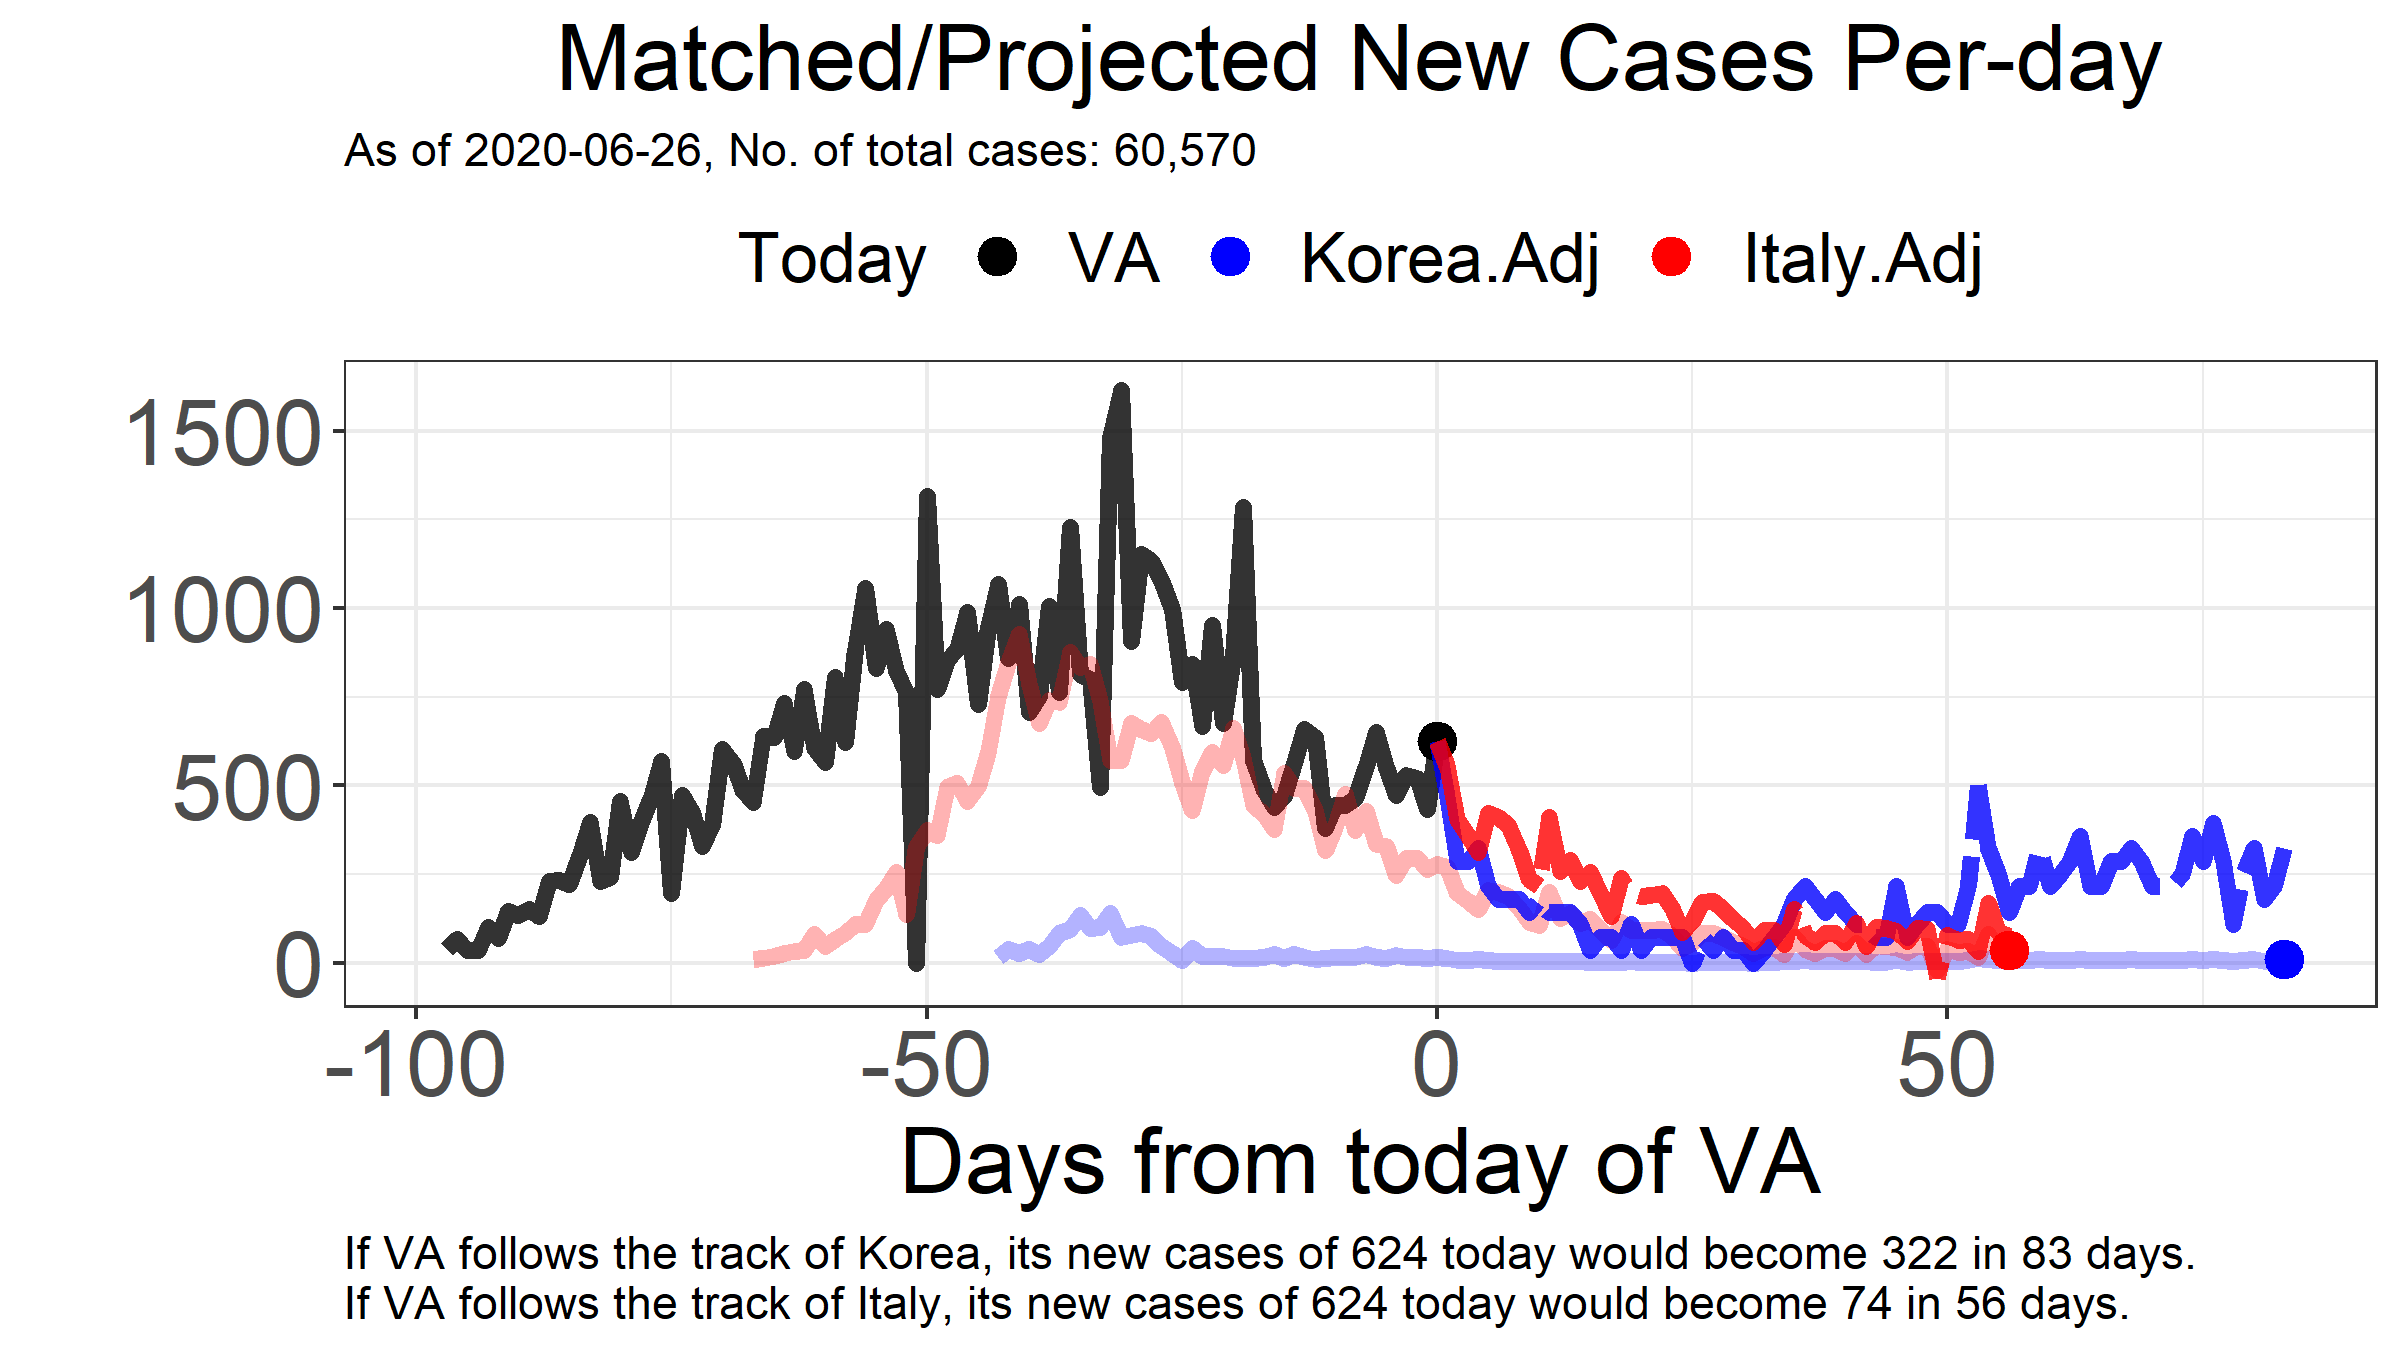 Matched/Projected New Cases Per-day
As of 2020-06-26, No. of total cases: 60,570
Today VA Korea.Adj Italy.Adj
1500
1000
500
0
-100 -50 0 50
Days from today of VA
If VA follows the track of Korea, its new cases of 624 today would become 322 in 83 days.
If VA follows the track of Italy, its new cases of 624 today would become 74 in 56 days.